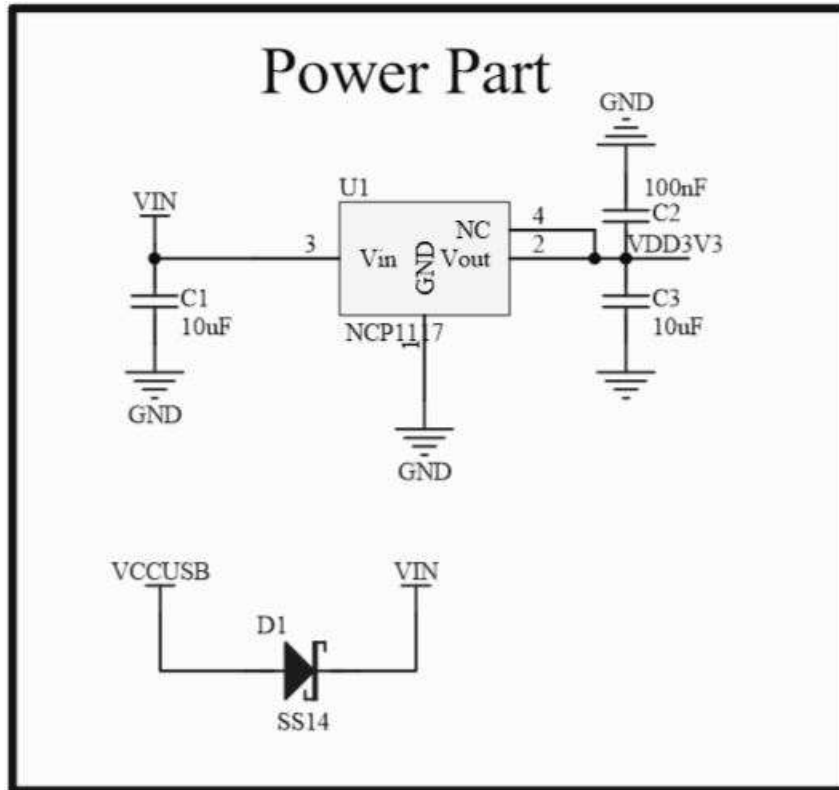 Power Part
GND
U1
100nF
VIN
NC
4
C2
3
Vin
GND
Vout
2
VDD3V3
C1
10uF
C3
10uF
NCP1117
1
GND
GND
VCCUSB
VIN
D1
SS14